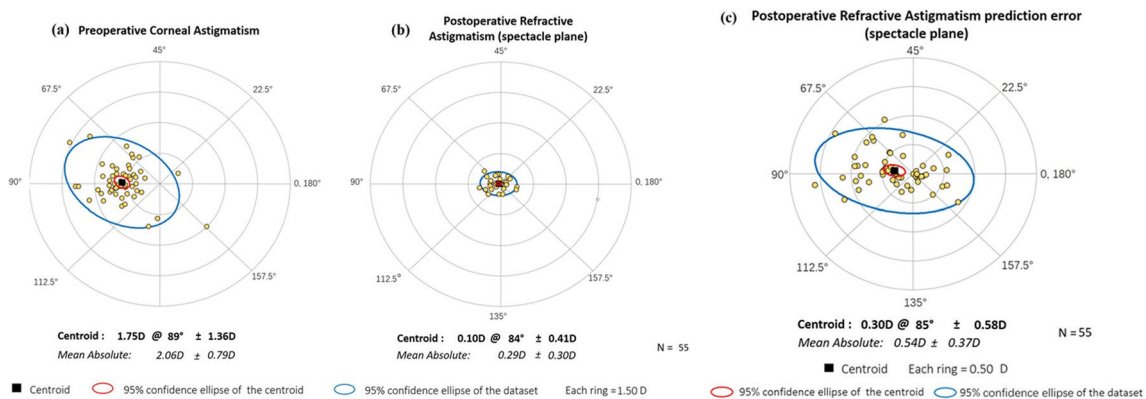 (a) Preoperative Corneal Astigmatism
45°
67.5°
22.5°
90°
0, 180°
112.5°
157.5°
Centroid : 1.75D @ 89° ± 1.36D
Mean Absolute: 2.06D ± 0.79D
(b) Postoperative Refractive
Astigmatism (spectacle plane)
45°
67.5°
22.5°
90°
0, 180°
112.5°
157.5°
135°
Centroid : 0.10D @ 84° ± 0.41D
Mean Absolute: 0.29D ± 0.30D
N = 55
Centroid
95% confidence ellipse of the centroid
95% confidence ellipse of the dataset
Each ring =1.50 D
(c) Postoperative Refractive Astigmatism prediction error
(spectacle plane)
45°
67.5°
22.5°
90°
0, 180°
112.5°
157.5°
135°
Centroid : 0.30D @ 85° ± 0.58D
Mean Absolute: 0.54D ± 0.37D
N = 55
Centroid Each ring = 0.50 D
95% confidence ellipse of the centroid
95% confidence ellipse of the dataset